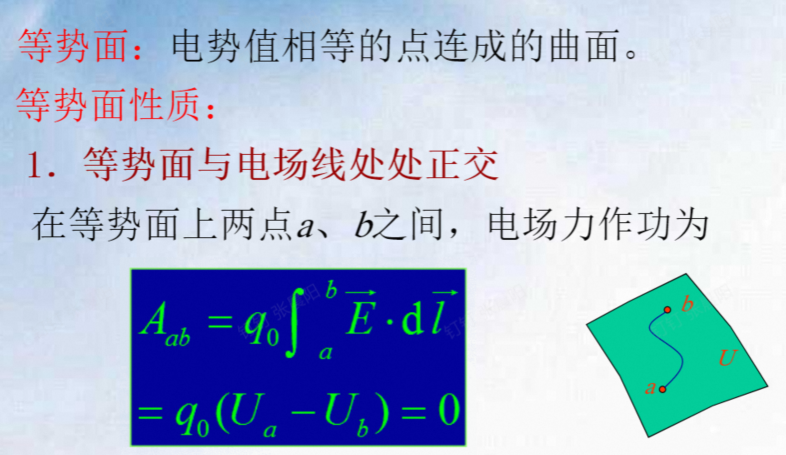 等势面：电势值相等的点连成的曲面。
等势面性质：
1．等势面与电场线处处正交
在等势面上两点a、b之间，电场力作功为
A_{ab} = q_0 \int_a^b \vec{E} \cdot d\vec{l}
= q_0 (U_a - U_b) = 0
b
U
a